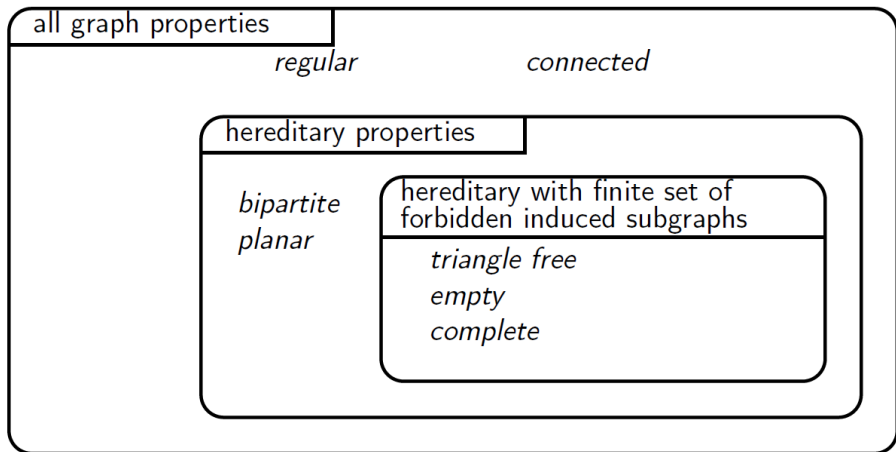 all graph properties
regular connected
hereditary properties
hereditary with finite set of
forbidden induced subgraphs
bipartite
planar
triangle free
empty
complete